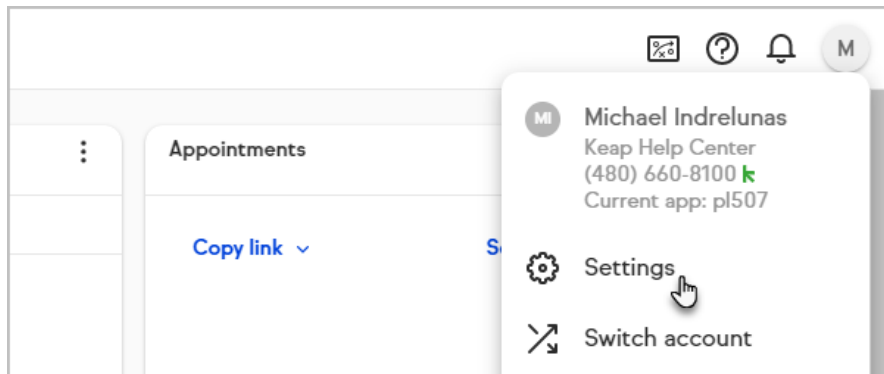 M
MI
Michael Indrelunas
Keap Help Center
(480) 660-8100
Current app: pl507
Appointments
Copy link
Settings
Switch account